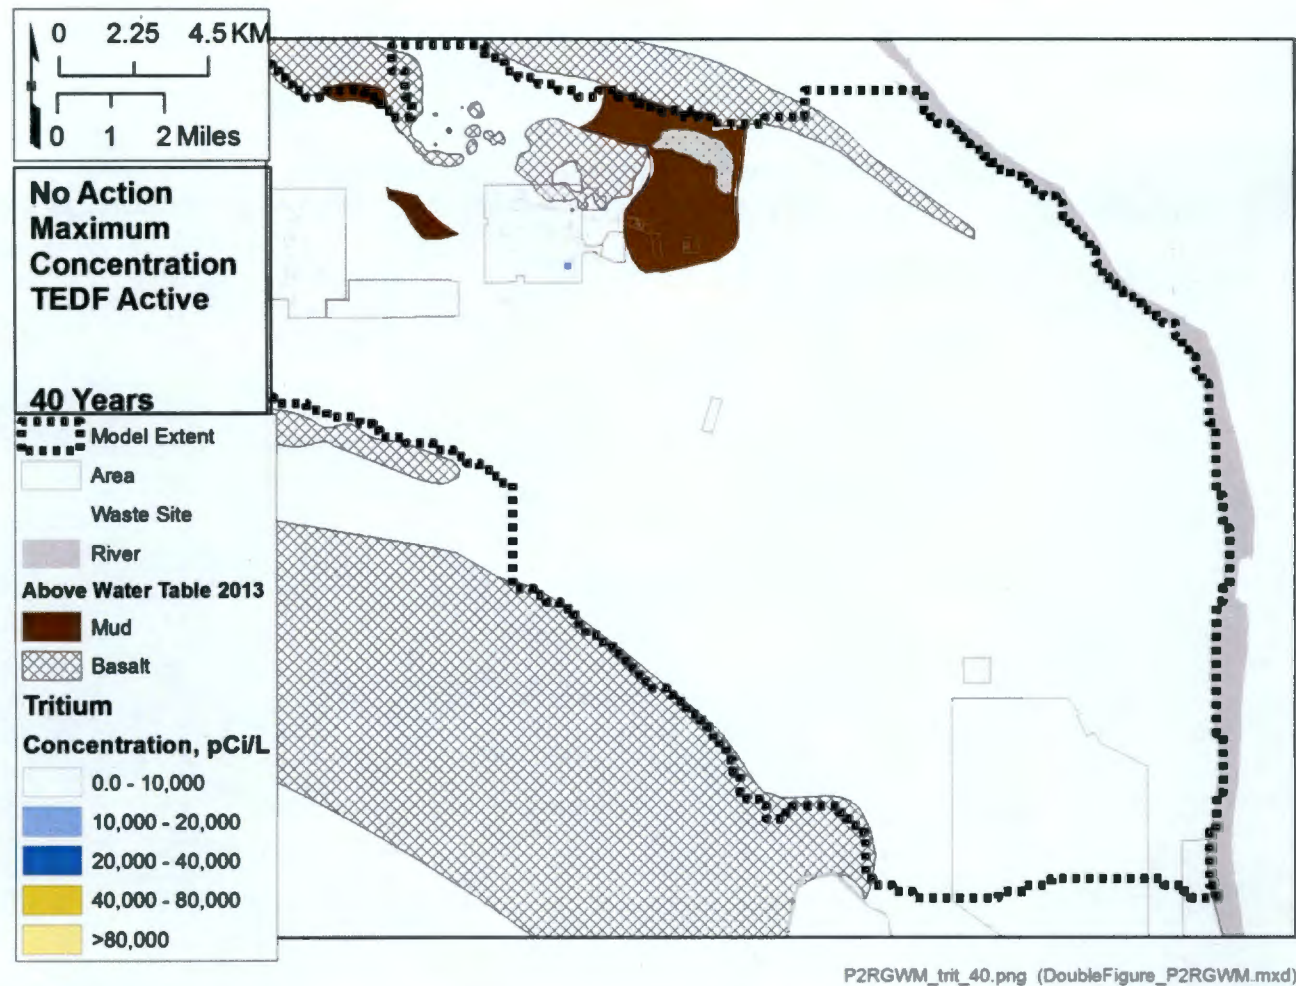 0 2.25 4.5 KM
0 1 2 Miles
No Action
Maximum
Concentration
TEDF Active
40 Years
Model Extent
Area
Waste Site
River
Above Water Table 2013
Mud
Basalt
Tritium
Concentration, pCi/L
0.0 - 10,000
10,000 - 20,000
20,000 - 40,000
40,000 - 80,000
>80,000
P2RGWM_trit_40.png (DoubleFigure_P2RGWM.mxd)